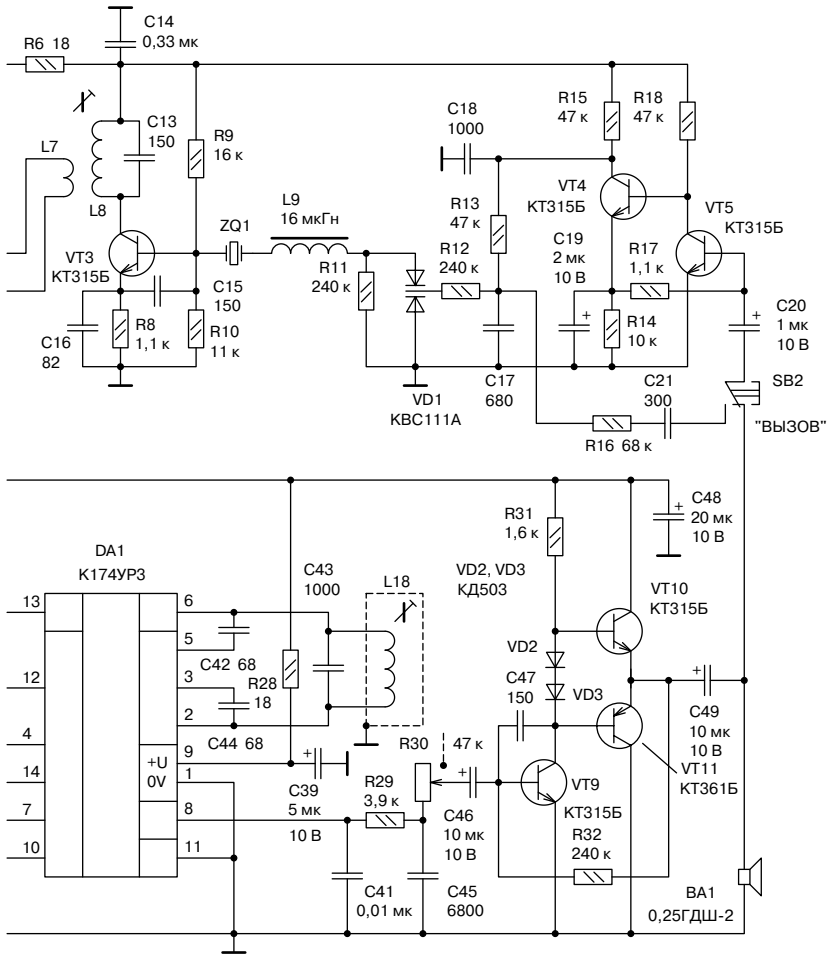 C14
0,33 мк
R6 18
C13
150
R9
16 к
L7
L8
VT3
КТ315Б
C16
82
R8
1,1 к
C15
150
R10
11 к
ZQ1
L9
16 мкГн
R11
240 к
VD1
КВС111А
R12
240 к
R13
47 к
C18
1000
C17
680
R15
47 к
R18
47 к
VT4
КТ315Б
VT5
КТ315Б
C19
2 мк
10 В
+
R17
1,1 к
R14
10 к
+
C20
1 мк
10 В
C21
300
SB2
"ВЫЗОВ"
R16 68 к
DA1
К174УР3
13
12
4
14
7
10
6
5
3
2
9
1
8
11
+U
0V
C42 68
C44 68
R28
18
C43
1000
L18
+
C39
5 мк
10 В
R29
3,9 к
C41
0,01 мк
C45
6800
R30
47 к
+
C46
10 мк
10 В
R31
1,6 к
VD2, VD3
КД503
VD2
VD3
C47
150
VT9
КТ315Б
R32
240 к
VT10
КТ315Б
VT11
КТ361Б
+
C48
20 мк
10 В
+
C49
10 мк
10 В
BA1
0,25ГДШ-2